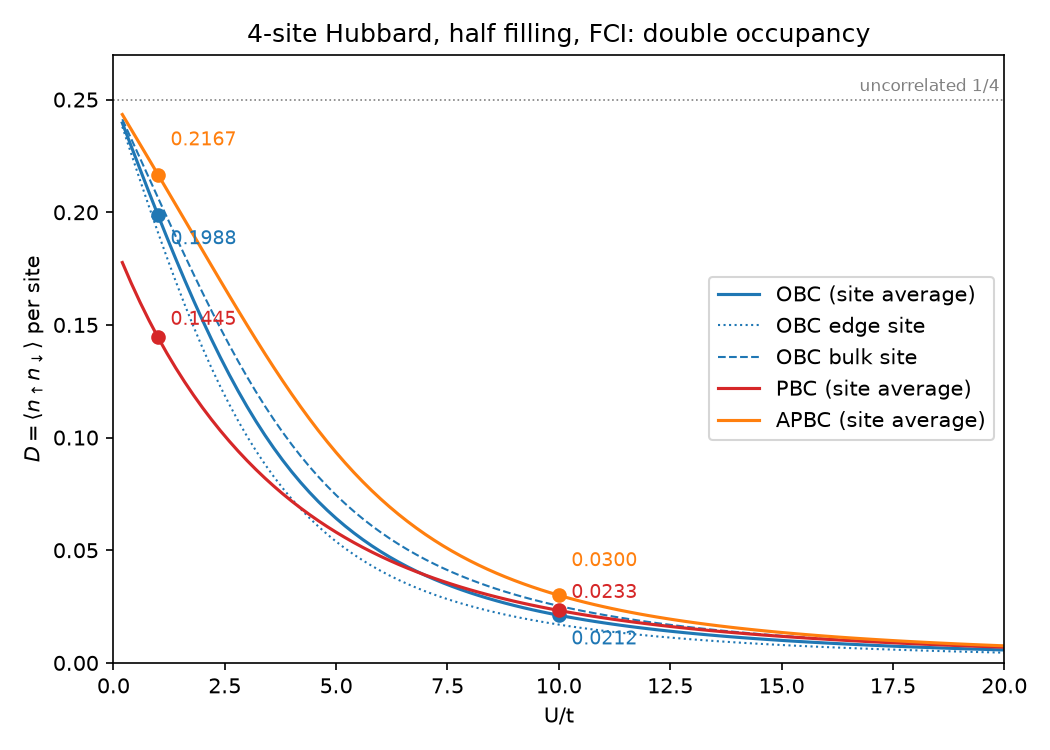 4-site Hubbard, half filling, FCI: double occupancy
uncorrelated 1/4
0.25
0.20
0.15
0.10
0.05
0.00
D = ⟨n↑n↓⟩ per site
0.2167
0.1988
0.1445
0.0300
0.0233
0.0212
OBC (site average)
OBC edge site
OBC bulk site
PBC (site average)
APBC (site average)
0.0 2.5 5.0 7.5 10.0 12.5 15.0 17.5 20.0
U/t